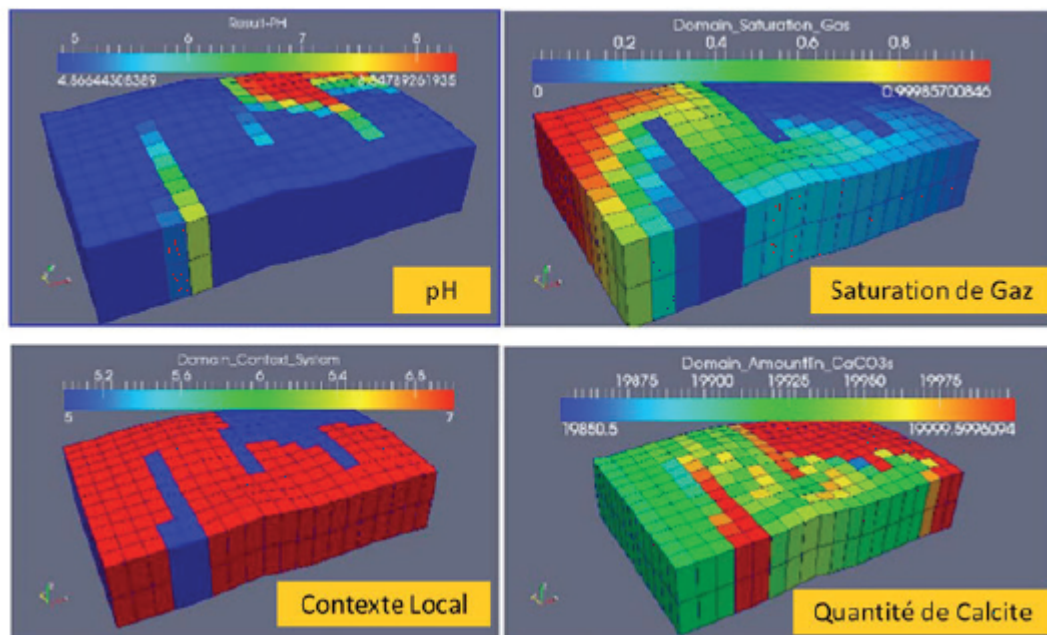 Result-PH
5 6 7 8
Domain_Saturation_Gas
0.2 0.4 0.6 0.8
0 0.99985700846
pH
Saturation de Gaz
Domain_Context_System
5.2 5.6 6 6.4 6.8
5 7
Domain_AmountIn_CaCO3s
19875 19900 19925 19950 19975
19850.5 19999.5996094
Contexte Local
Quantité de Calcite